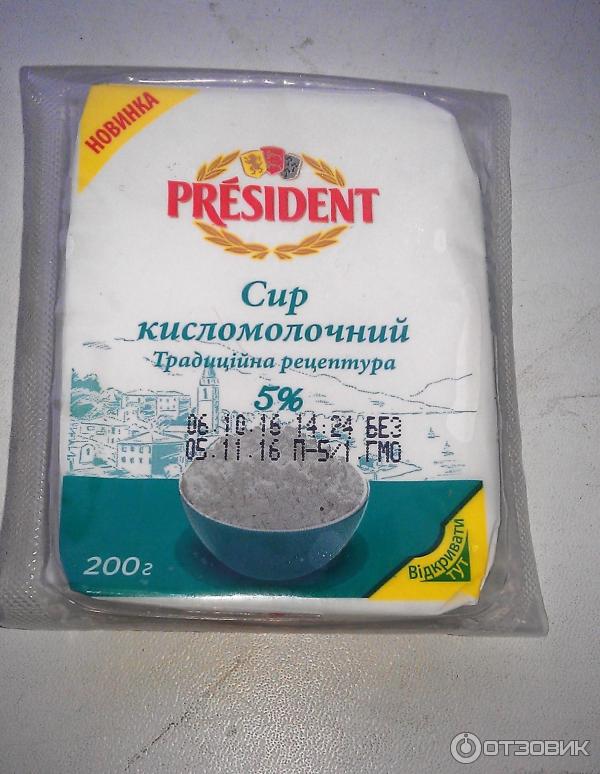 НОВИНКА
PRÉSIDENT
Сир
кисломолочний
Традиційна рецептура
5%
06.10.16 14:24 БЕЗ
05.11.16 П-5/1 ГМО
200г
Відкривати
тут
ОТЗОВИК